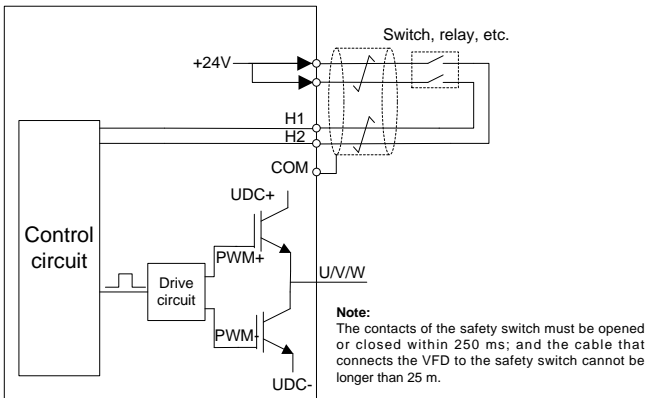 Switch, relay, etc.
+24V
H1
H2
COM
UDC+
Control
circuit
PWM+
Drive
circuit
U/V/W
PWM-
UDC-
Note:
The contacts of the safety switch must be opened
or closed within 250 ms; and the cable that
connects the VFD to the safety switch cannot be
longer than 25 m.